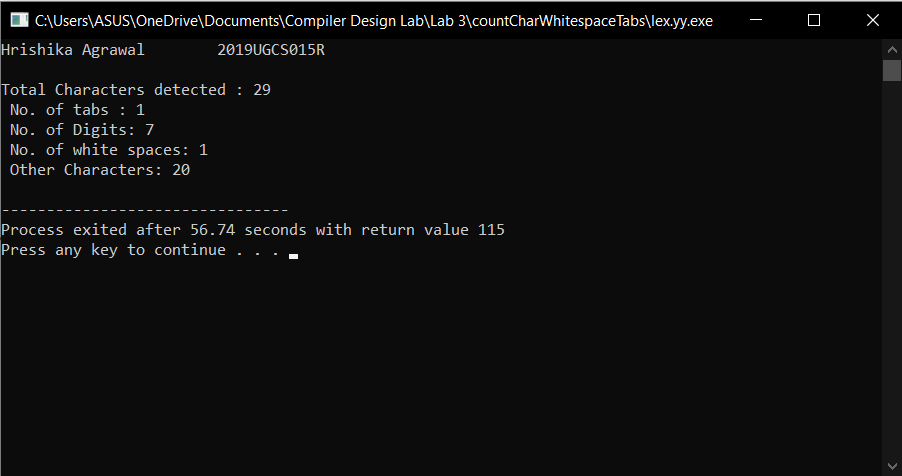 C:\Users\ASUS\OneDrive\Documents\Compiler Design Lab\Lab 3\countCharWhitespaceTabs\lex.yy.exe
Hrishika Agrawal        2019UGCS015R
Total Characters detected : 29
 No. of tabs : 1
 No. of Digits: 7
 No. of white spaces: 1
 Other Characters: 20
--------------------------------
Process exited after 56.74 seconds with return value 115
Press any key to continue . . .